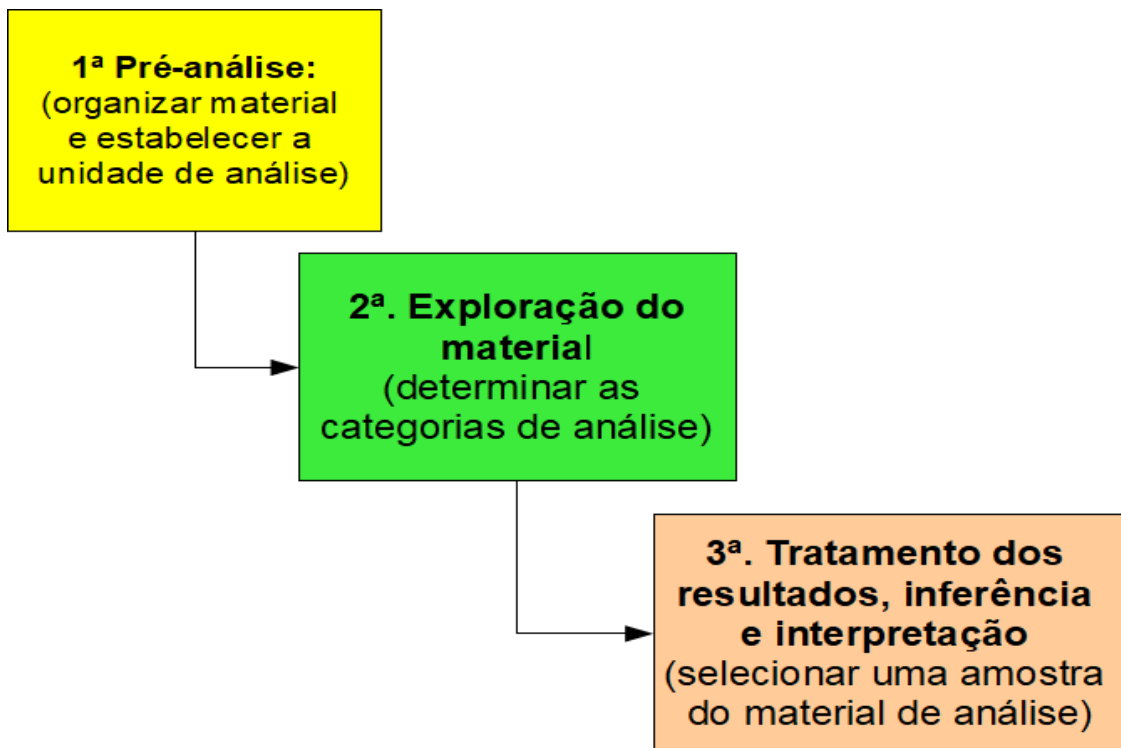 1ª Pré-análise:
(organizar material
e estabelecer a
unidade de análise)
2ª. Exploração do
material
(determinar as
categorias de análise)
3ª. Tratamento dos
resultados, inferência
e interpretação
(selecionar uma amostra
do material de análise)